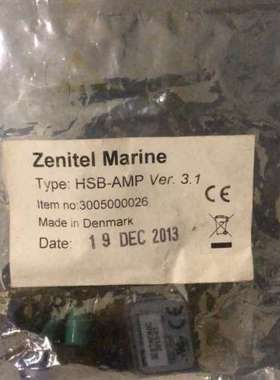 Zenitel Marine
Type: HSB-AMP Ver. 3.1
Item no: 3005000026
Made in Denmark
Date: 19 DEC 2013
CE